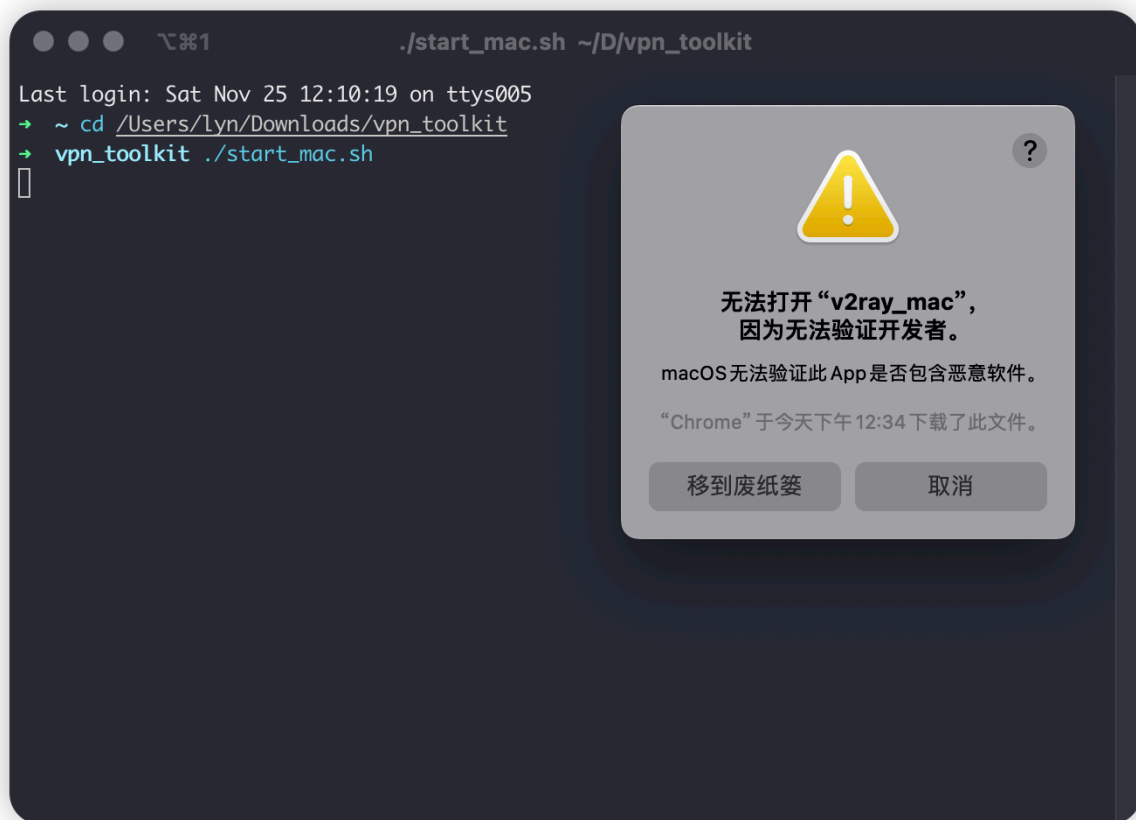 ⌥⌘1
./start_mac.sh ~/D/vpn_toolkit
Last login: Sat Nov 25 12:10:19 on ttys005
→ ~ cd /Users/lyn/Downloads/vpn_toolkit
→ vpn_toolkit ./start_mac.sh
?
无法打开“v2ray_mac”，
因为无法验证开发者。
macOS无法验证此App是否包含恶意软件。
“Chrome”于今天下午12:34下载了此文件。
移到废纸篓
取消